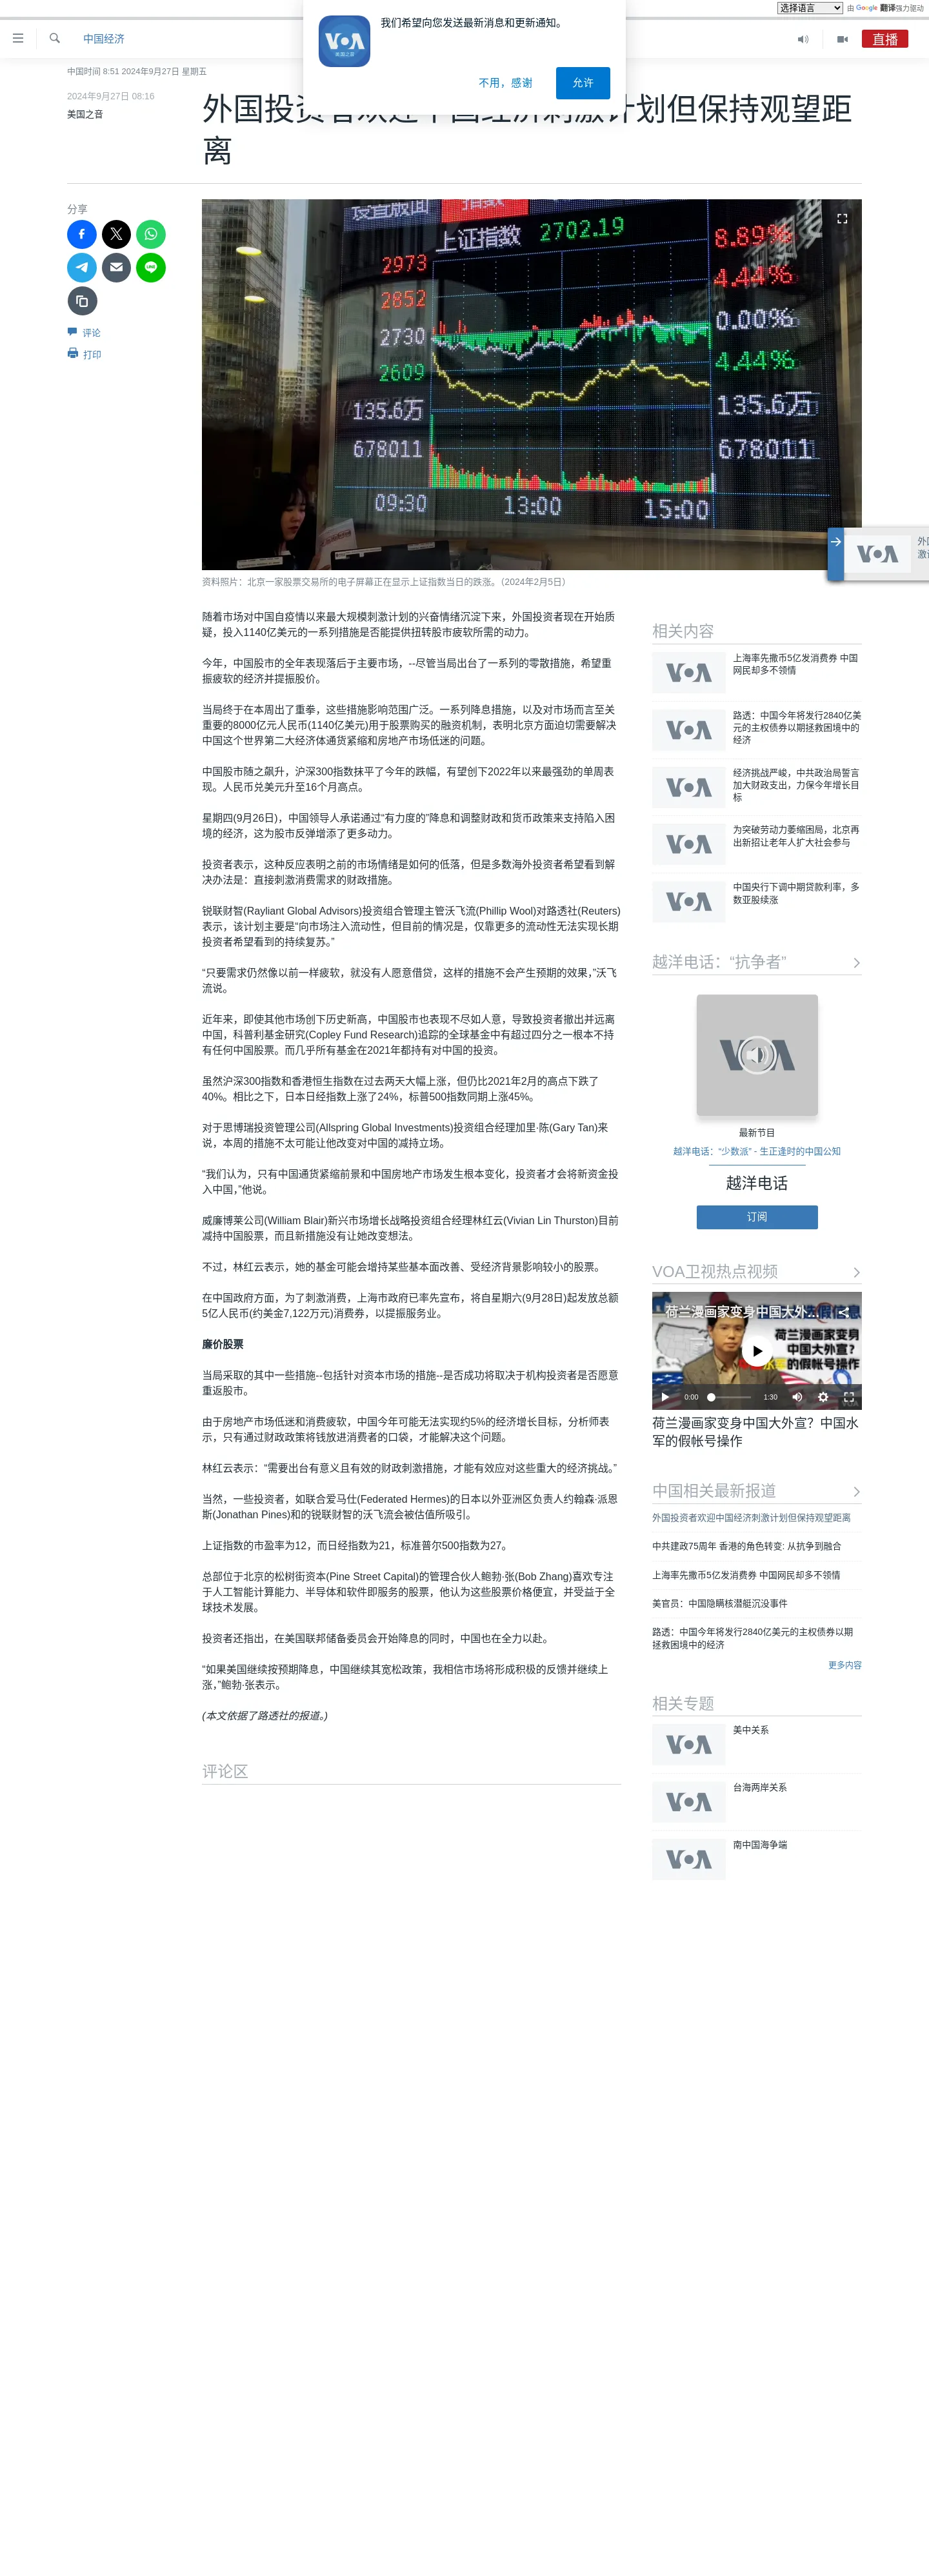 选择语言 由 Google 翻译强力驱动
我们希望向您发送最新消息和更新通知。
不用，感谢 允许
中国经济
直播
中国时间 8:51 2024年9月27日 星期五
2024年9月27日 08:16
美国之音
外国投资者欢迎中国经济刺激计划但保持观望距
离
分享
评论
打印
上证指数 2702.19
2973
2852
2730
2609
135.6万
678011
8.89%
4.44%
0.00%
4.44%
135.6万
678011
09:30 13:00 15:00
资料照片：北京一家股票交易所的电子屏幕正在显示上证指数当日的跌涨。（2024年2月5日）
随着市场对中国自疫情以来最大规模刺激计划的兴奋情绪沉淀下来，外国投资者现在开始质
疑，投入1140亿美元的一系列措施是否能提供扭转股市疲软所需的动力。
今年，中国股市的全年表现落后于主要市场，--尽管当局出台了一系列的零散措施，希望重
振疲软的经济并提振股价。
当局终于在本周出了重拳，这些措施影响范围广泛。一系列降息措施，以及对市场而言至关
重要的8000亿元人民币(1140亿美元)用于股票购买的融资机制，表明北京方面迫切需要解决
中国这个世界第二大经济体通货紧缩和房地产市场低迷的问题。
中国股市随之飙升，沪深300指数抹平了今年的跌幅，有望创下2022年以来最强劲的单周表
现。人民币兑美元升至16个月高点。
星期四(9月26日)，中国领导人承诺通过“有力度的”降息和调整财政和货币政策来支持陷入困
境的经济，这为股市反弹增添了更多动力。
投资者表示，这种反应表明之前的市场情绪是如何的低落，但是多数海外投资者希望看到解
决办法是：直接刺激消费需求的财政措施。
锐联财智(Rayliant Global Advisors)投资组合管理主管沃飞流(Phillip Wool)对路透社(Reuters)
表示，该计划主要是“向市场注入流动性，但目前的情况是，仅靠更多的流动性无法实现长期
投资者希望看到的持续复苏。”
“只要需求仍然像以前一样疲软，就没有人愿意借贷，这样的措施不会产生预期的效果，”沃飞
流说。
近年来，即使其他市场创下历史新高，中国股市也表现不尽如人意，导致投资者撤出并远离
中国，科普利基金研究(Copley Fund Research)追踪的全球基金中有超过四分之一根本不持
有任何中国股票。而几乎所有基金在2021年都持有对中国的投资。
虽然沪深300指数和香港恒生指数在过去两天大幅上涨，但仍比2021年2月的高点下跌了
40%。相比之下，日本日经指数上涨了24%，标普500指数同期上涨45%。
对于思博瑞投资管理公司(Allspring Global Investments)投资组合经理加里·陈(Gary Tan)来
说，本周的措施不太可能让他改变对中国的减持立场。
“我们认为，只有中国通货紧缩前景和中国房地产市场发生根本变化，投资者才会将新资金投
入中国，”他说。
威廉博莱公司(William Blair)新兴市场增长战略投资组合经理林红云(Vivian Lin Thurston)目前
减持中国股票，而且新措施没有让她改变想法。
不过，林红云表示，她的基金可能会增持某些基本面改善、受经济背景影响较小的股票。
在中国政府方面，为了刺激消费，上海市政府已率先宣布，将自星期六(9月28日)起发放总额
5亿人民币(约美金7,122万元)消费券，以提振服务业。
廉价股票
当局采取的其中一些措施--包括针对资本市场的措施--是否成功将取决于机构投资者是否愿意
重返股市。
由于房地产市场低迷和消费疲软，中国今年可能无法实现约5%的经济增长目标，分析师表
示，只有通过财政政策将钱放进消费者的口袋，才能解决这个问题。
林红云表示：“需要出台有意义且有效的财政刺激措施，才能有效应对这些重大的经济挑战。”
当然，一些投资者，如联合爱马仕(Federated Hermes)的日本以外亚洲区负责人约翰森·派恩
斯(Jonathan Pines)和的锐联财智的沃飞流会被估值所吸引。
上证指数的市盈率为12，而日经指数为21，标准普尔500指数为27。
总部位于北京的松树街资本(Pine Street Capital)的管理合伙人鲍勃·张(Bob Zhang)喜欢专注
于人工智能计算能力、半导体和软件即服务的股票，他认为这些股票价格便宜，并受益于全
球技术发展。
投资者还指出，在美国联邦储备委员会开始降息的同时，中国也在全力以赴。
“如果美国继续按预期降息，中国继续其宽松政策，我相信市场将形成积极的反馈并继续上
涨，”鲍勃·张表示。
(本文依据了路透社的报道。)
评论区
相关内容
上海率先撒币5亿发消费券 中国
网民却多不领情
路透：中国今年将发行2840亿美
元的主权债券以期拯救困境中的
经济
经济挑战严峻，中共政治局誓言
加大财政支出，力保今年增长目
标
为突破劳动力萎缩困局，北京再
出新招让老年人扩大社会参与
中国央行下调中期贷款利率，多
数亚股续涨
越洋电话：“抗争者”
最新节目
越洋电话：“少数派” - 生正逢时的中国公知
越洋电话
订阅
VOA卫视热点视频
荷兰漫画家变身中国大外…
荷兰漫画家变身
中国大外宣?
的假帐号操作
0:00 1:30
荷兰漫画家变身中国大外宣？中国水
军的假帐号操作
中国相关最新报道
外国投资者欢迎中国经济刺激计划但保持观望距离
中共建政75周年 香港的角色转变: 从抗争到融合
上海率先撒币5亿发消费券 中国网民却多不领情
美官员：中国隐瞒核潜艇沉没事件
路透：中国今年将发行2840亿美元的主权债券以期
拯救困境中的经济
更多内容
相关专题
美中关系
台海两岸关系
南中国海争端